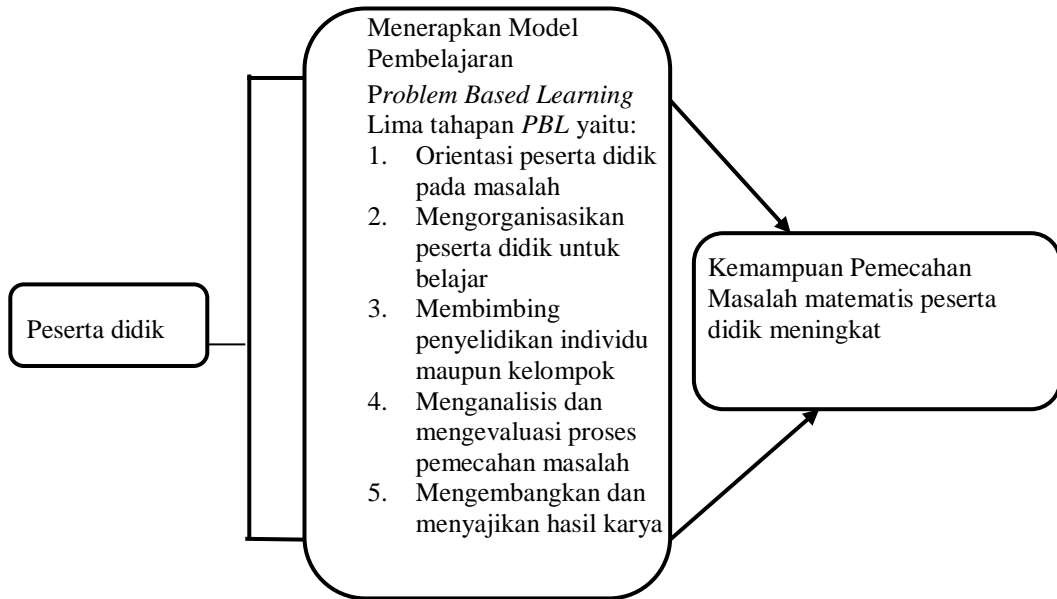 Peserta didik
Menerapkan Model
Pembelajaran
Problem Based Learning
Lima tahapan PBL yaitu:
1. Orientasi peserta didik
pada masalah
2. Mengorganisasikan
peserta didik untuk
belajar
3. Membimbing
penyelidikan individu
maupun kelompok
4. Menganalisis dan
mengevaluasi proses
pemecahan masalah
5. Mengembangkan dan
menyajikan hasil karya
Kemampuan Pemecahan
Masalah matematis peserta
didik meningkat